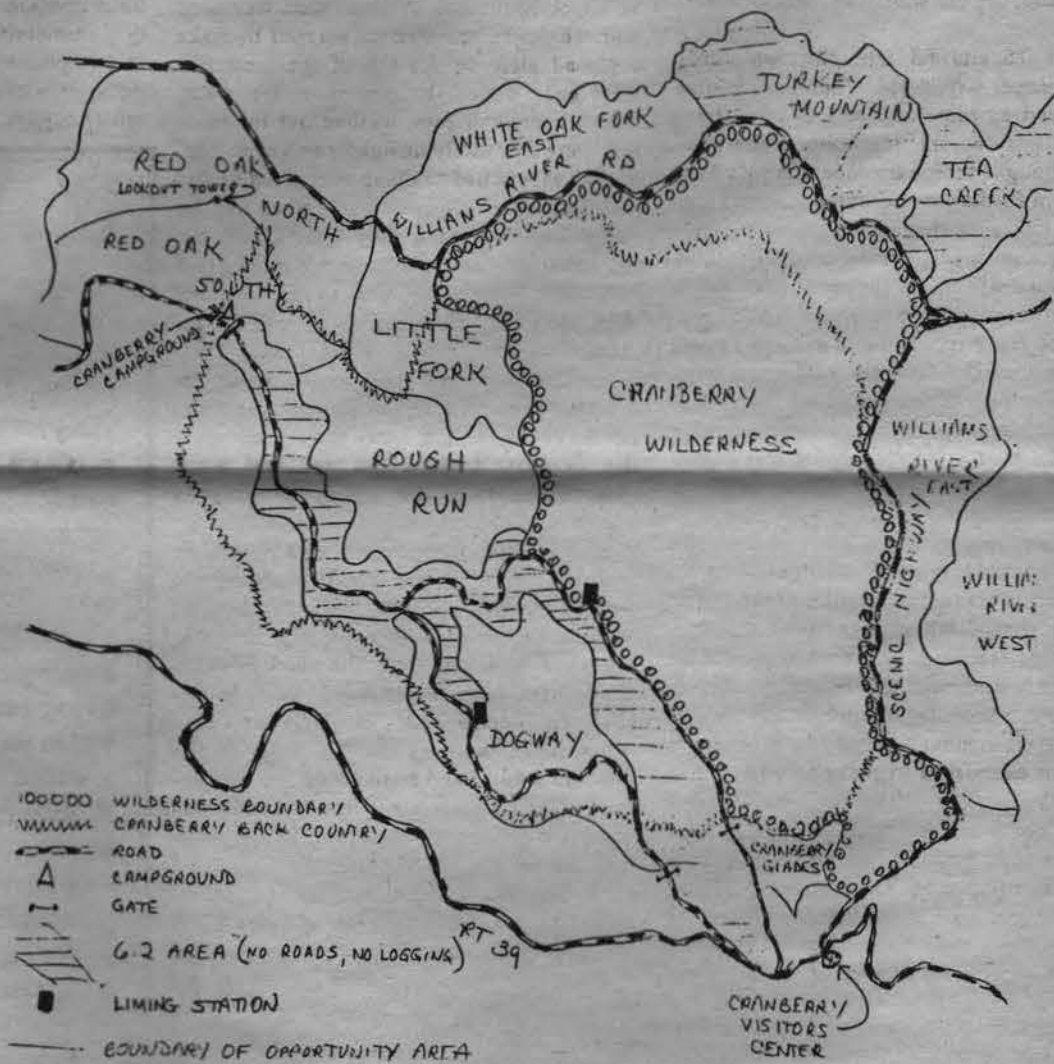 TURKEY
MOUNTAIN
WHITE OAK FORK
EAST
RIVER RD
WILLIANS
TEA
CREEK
RED OAK
LOOKOUT TOWER
NORTH
RED OAK
SOUTH
CRANBERRY
CAMPGROUND
LITTLE
FORK
CRANBERRY
WILDERNESS
WILLIAMS
RIVER
EAST
ROUGH
RUN
SCENIC HIGHWAY
WILLIAM
RIVER
WEST
DOGWAY
CRANBERRY
GLADES
WILDERNESS BOUNDARY
CRANBERRY BACK COUNTRY
ROAD
CAMPGROUND
GATE
6.2 AREA (NO ROADS, NO LOGGING)
LIMING STATION
BOUNDARY OF OPPORTUNITY AREA
RT 39
CRANBERRY
VISITORS
CENTER